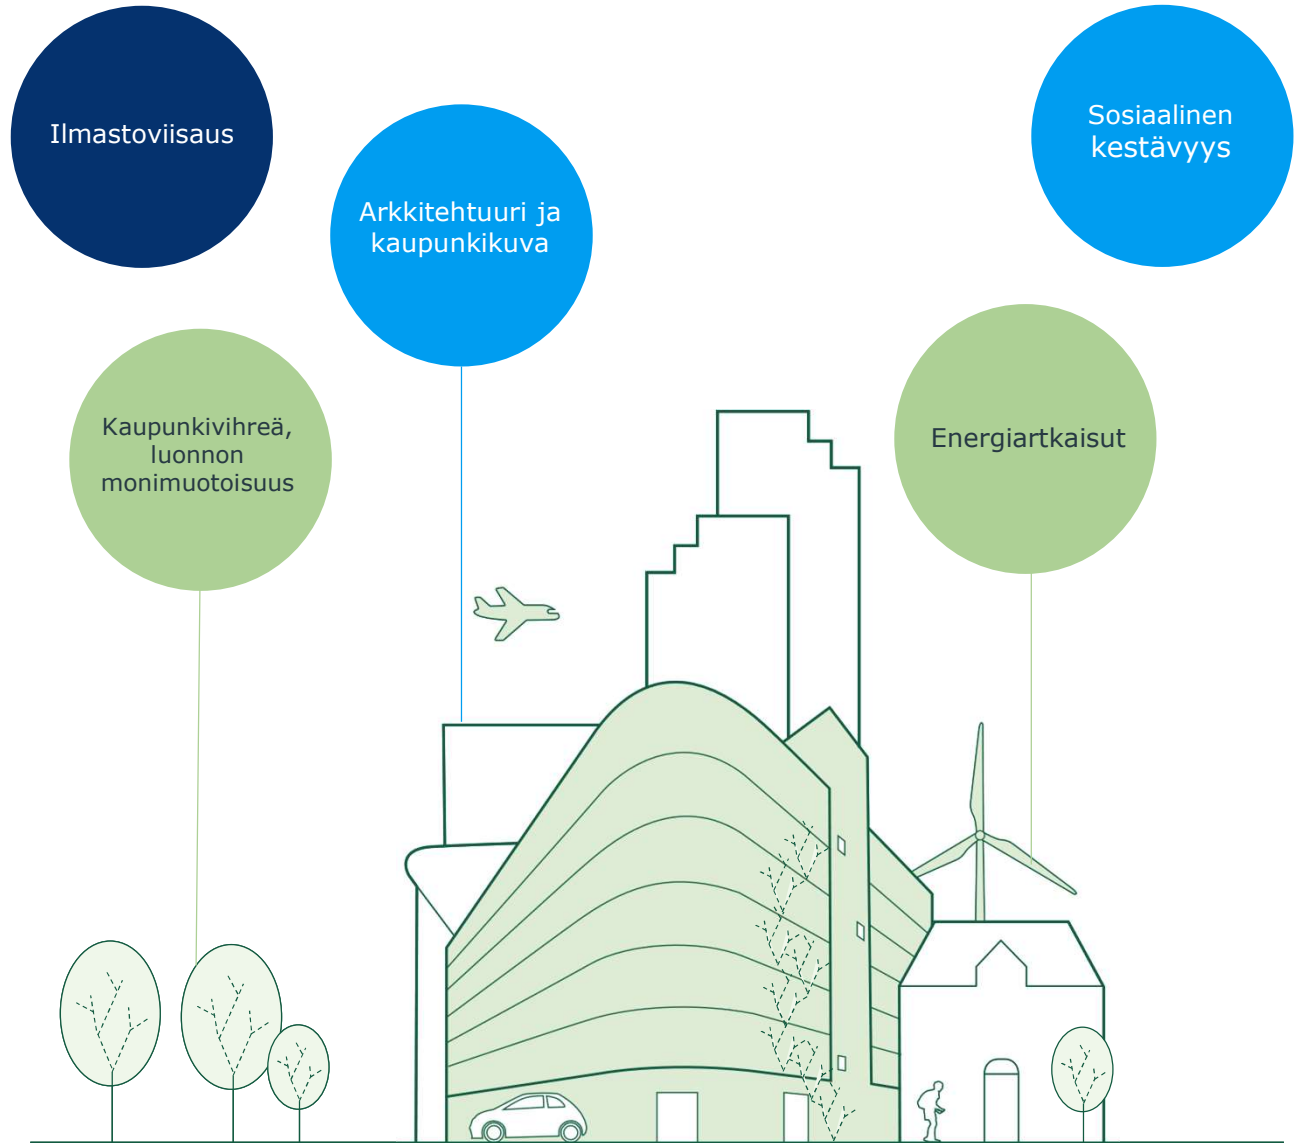 Ilmastoviisaus
Arkkitehtuuri ja
kaupunkikuva
Sosiaalinen
kestävyys
Kaupunkivihreä,
luonnon
monimuotoisuus
Energiartkaisut